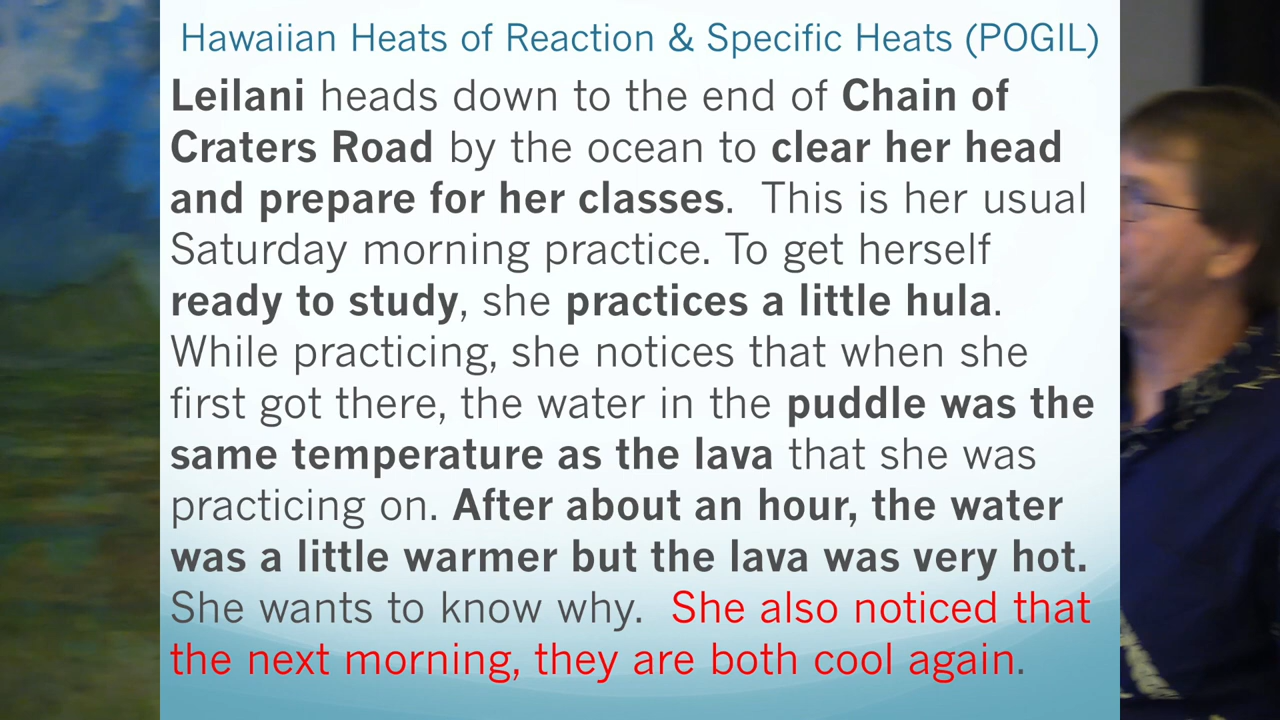 Hawaiian Heats of Reaction & Specific Heats (POGIL)
Leilani heads down to the end of Chain of
Craters Road by the ocean to clear her head
and prepare for her classes.  This is her usual
Saturday morning practice. To get herself
ready to study, she practices a little hula.
While practicing, she notices that when she
first got there, the water in the puddle was the
same temperature as the lava that she was
practicing on. After about an hour, the water
was a little warmer but the lava was very hot.
She wants to know why.  She also noticed that
the next morning, they are both cool again.